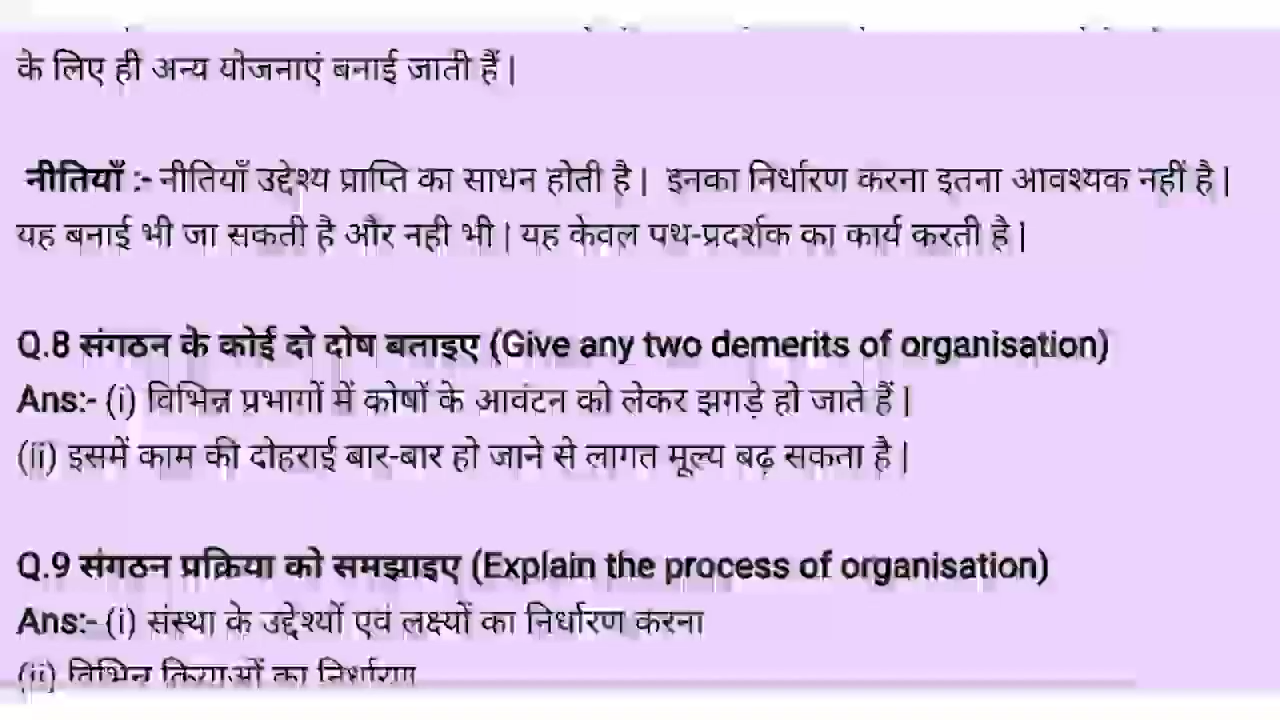 के लिए ही अन्य योजनाएं बनाई जाती हैं |
नीतियाँ :- नीतियाँ उद्देश्य प्राप्ति का साधन होती है | इनका निर्धारण करना इतना आवश्यक नहीं है |
यह बनाई भी जा सकती है और नही भी | यह केवल पथ-प्रदर्शक का कार्य करती है |
Q.8 संगठन के कोई दो दोष बताइए (Give any two demerits of organisation)
Ans:- (i) विभिन्न प्रभागों में कोषों के आवंटन को लेकर झगड़े हो जाते हैं |
(ii) इसमें काम की दोहराई बार-बार हो जाने से लागत मूल्य बढ़ सकता है |
Q.9 संगठन प्रक्रिया को समझाइए (Explain the process of organisation)
Ans:- (i) संस्था के उद्देश्यों एवं लक्ष्यों का निर्धारण करना
(ii) विभिन्न क्रियाओं का निर्धारण